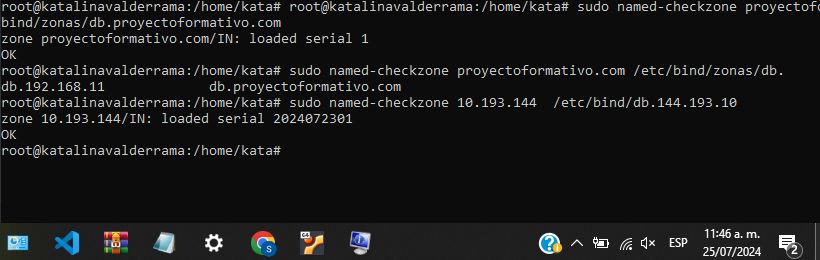 root@katalinavalderrama:/home/kata# root@katalinavalderrama:/home/kata# sudo named-checkzone proyectofo
bind/zonas/db.proyectoformativo.com
zone proyectoformativo.com/IN: loaded serial 1
OK
root@katalinavalderrama:/home/kata# sudo named-checkzone proyectoformativo.com /etc/bind/zonas/db.
db.192.168.11 db.proyectoformativo.com
root@katalinavalderrama:/home/kata# sudo named-checkzone 10.193.144  /etc/bind/db.144.193.10
zone 10.193.144/IN: loaded serial 2024072301
OK
root@katalinavalderrama:/home/kata#
S
64
?
ESP
11:46 a. m.
25/07/2024
2